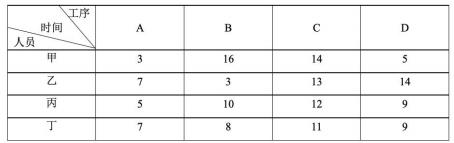 工序
时间
人员
A B C D
甲 3 16 14 5
乙 7 3 13 14
丙 5 10 12 9
丁 7 8 11 9